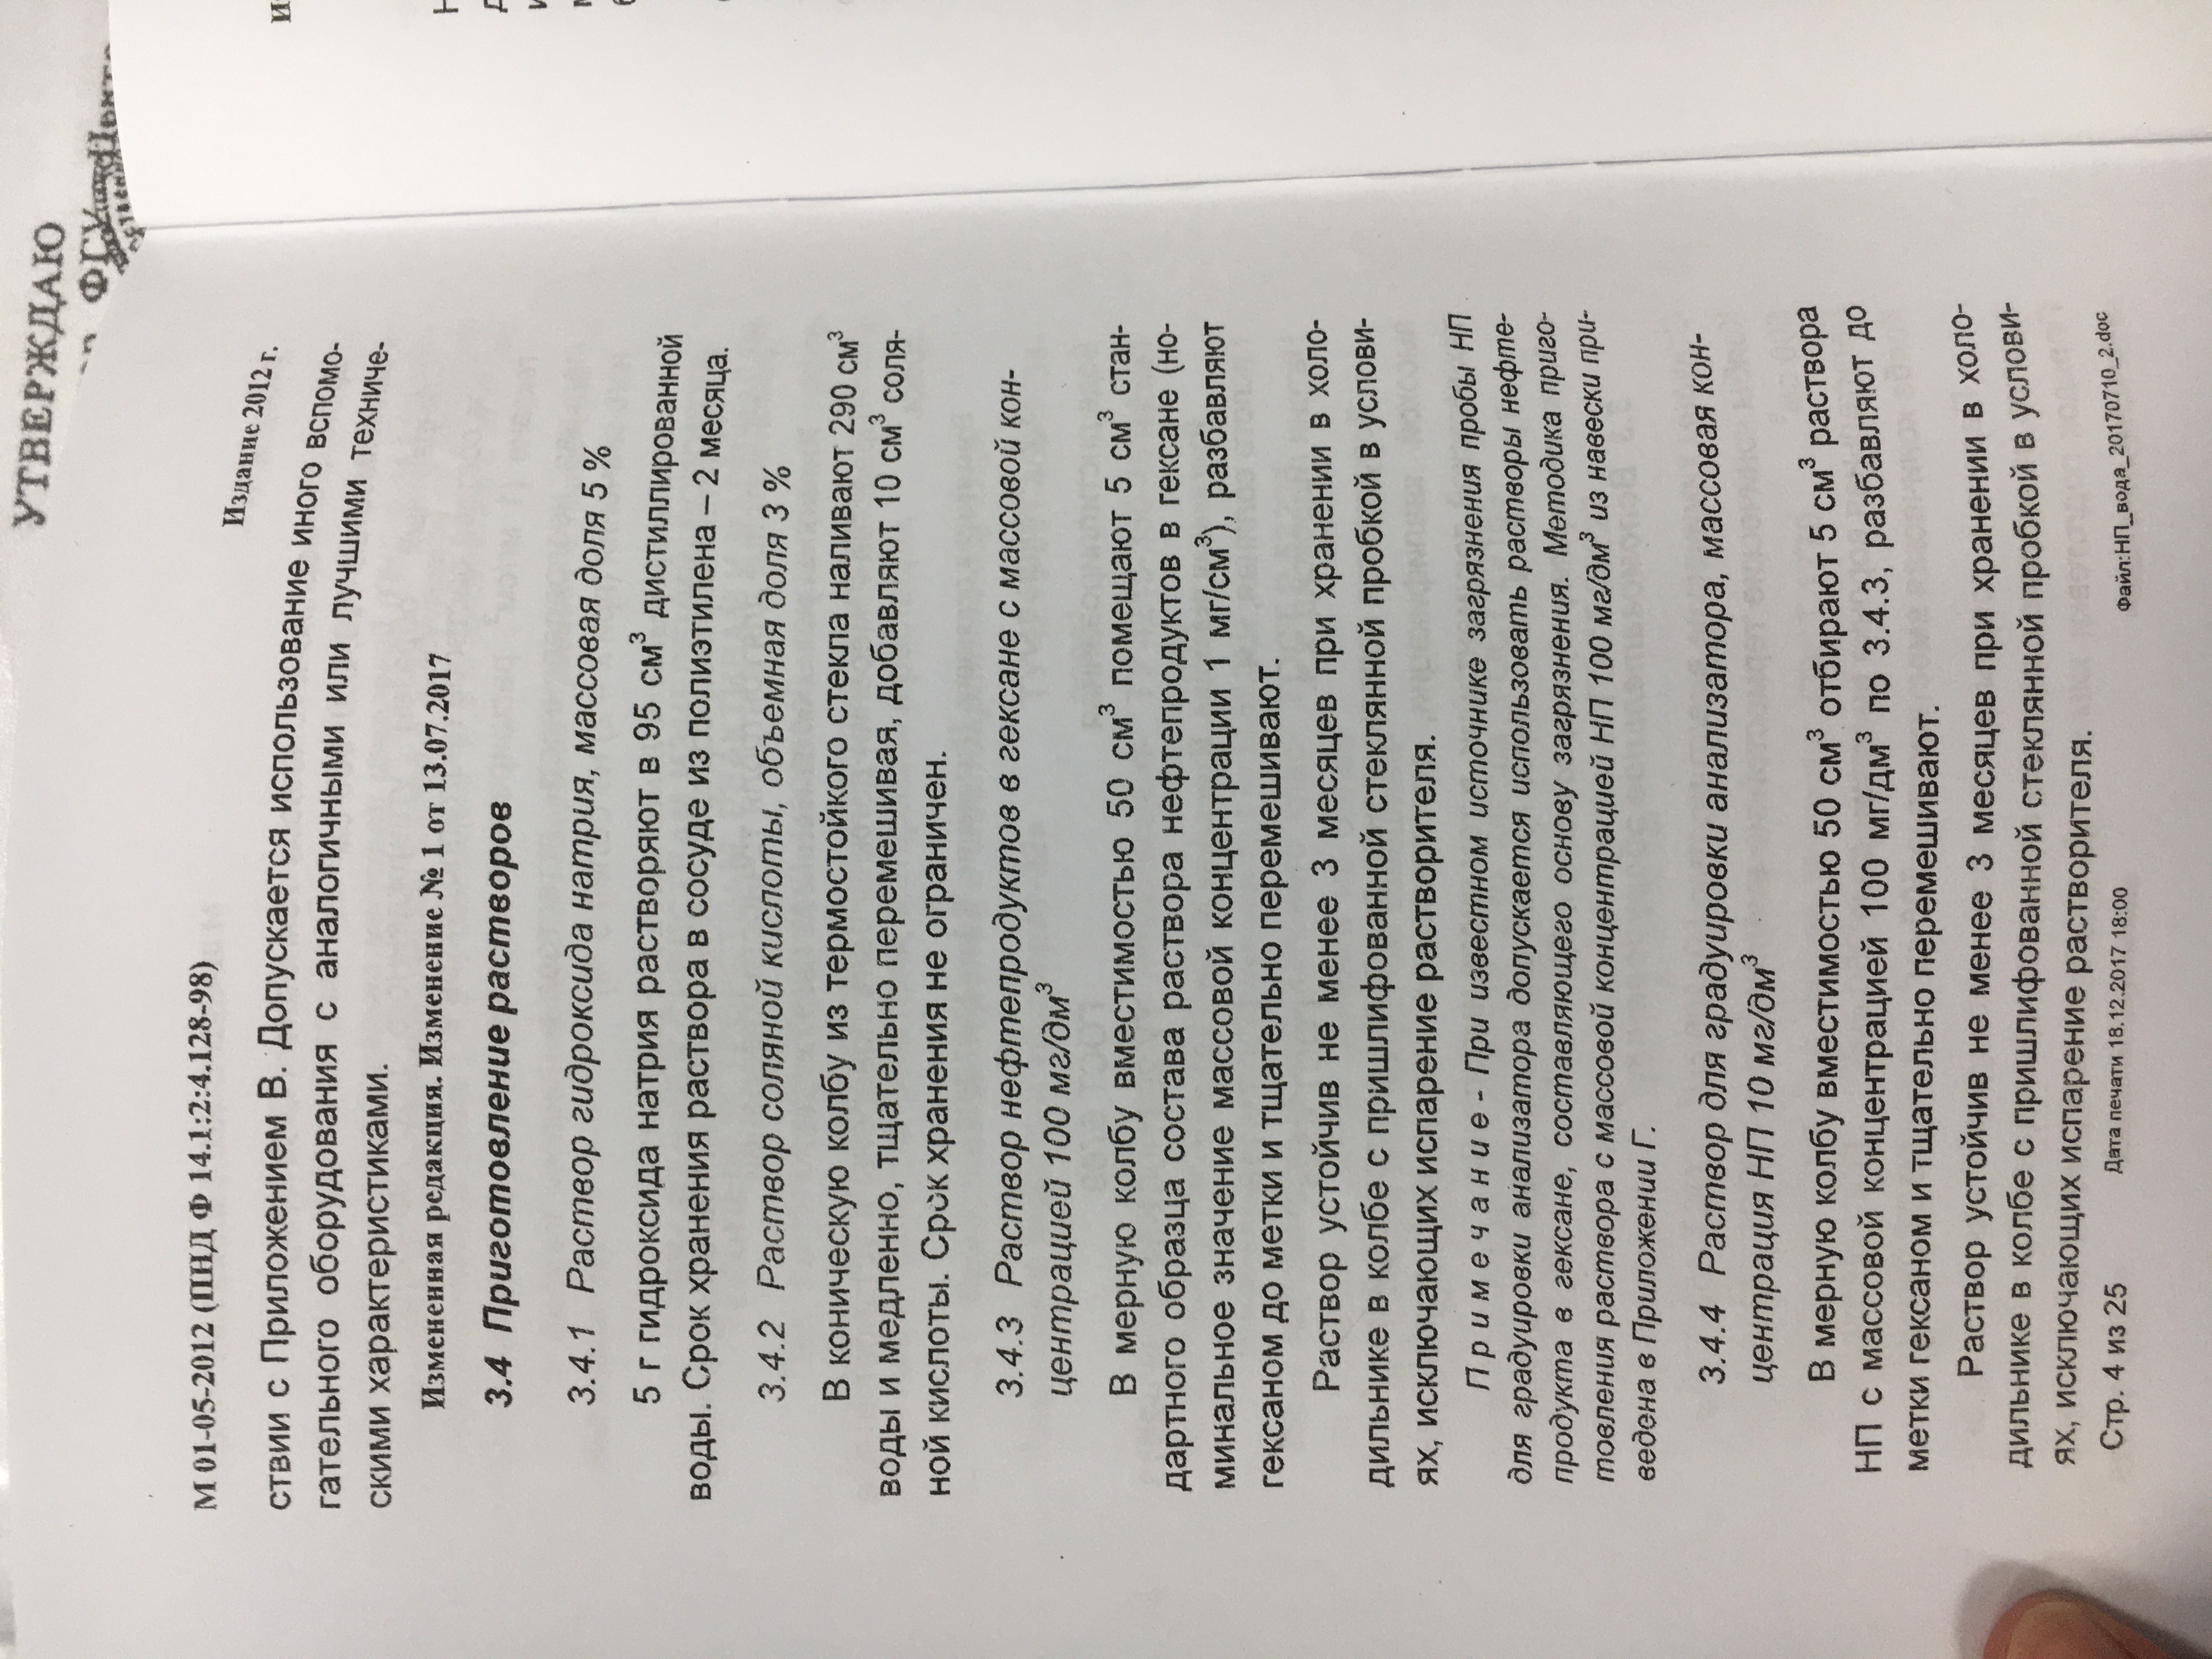 УТВЕРЖДАЮ
ФГУ «Центр
М 01-05-2012 (ПНД Ф 14.1:2:4.128-98)
Издание 2012 г.
ствии с Приложением В. Допускается использование иного вспомо-
гательного оборудования с аналогичными или лучшими техниче-
скими характеристиками.
Измененная редакция. Изменение № 1 от 13.07.2017
3.4 Приготовление растворов
3.4.1 Раствор гидроксида натрия, массовая доля 5 %
5 г гидроксида натрия растворяют в 95 см³ дистиллированной
воды. Срок хранения раствора в сосуде из полиэтилена – 2 месяца.
3.4.2 Раствор соляной кислоты, объемная доля 3 %
В коническую колбу из термостойкого стекла наливают 290 см³
воды и медленно, тщательно перемешивая, добавляют 10 см³ соля-
ной кислоты. Срок хранения не ограничен.
3.4.3 Раствор нефтепродуктов в гексане с массовой кон-
центрацией 100 мг/дм³
В мерную колбу вместимостью 50 см³ помещают 5 см³ стан-
дартного образца состава раствора нефтепродуктов в гексане (но-
минальное значение массовой концентрации 1 мг/см³), разбавляют
гексаном до метки и тщательно перемешивают.
Раствор устойчив не менее 3 месяцев при хранении в холо-
дильнике в колбе с пришлифованной стеклянной пробкой в услови-
ях, исключающих испарение растворителя.
Примечание - При известном источнике загрязнения пробы НП
для градуировки анализатора допускается использовать растворы нефте-
продукта в гексане, составляющего основу загрязнения. Методика приго-
товления раствора с массовой концентрацией НП 100 мг/дм³ из навески при-
ведена в Приложении Г.
3.4.4 Раствор для градуировки анализатора, массовая кон-
центрация НП 10 мг/дм³
В мерную колбу вместимостью 50 см³ отбирают 5 см³ раствора
НП с массовой концентрацией 100 мг/дм³ по 3.4.3, разбавляют до
метки гексаном и тщательно перемешивают.
Раствор устойчив не менее 3 месяцев при хранении в холо-
дильнике в колбе с пришлифованной стеклянной пробкой в услови-
ях, исключающих испарение растворителя.
Стр. 4 из 25
Дата печати 18.12.2017 18:00
Файл:НП_вода_20170710_2.doc